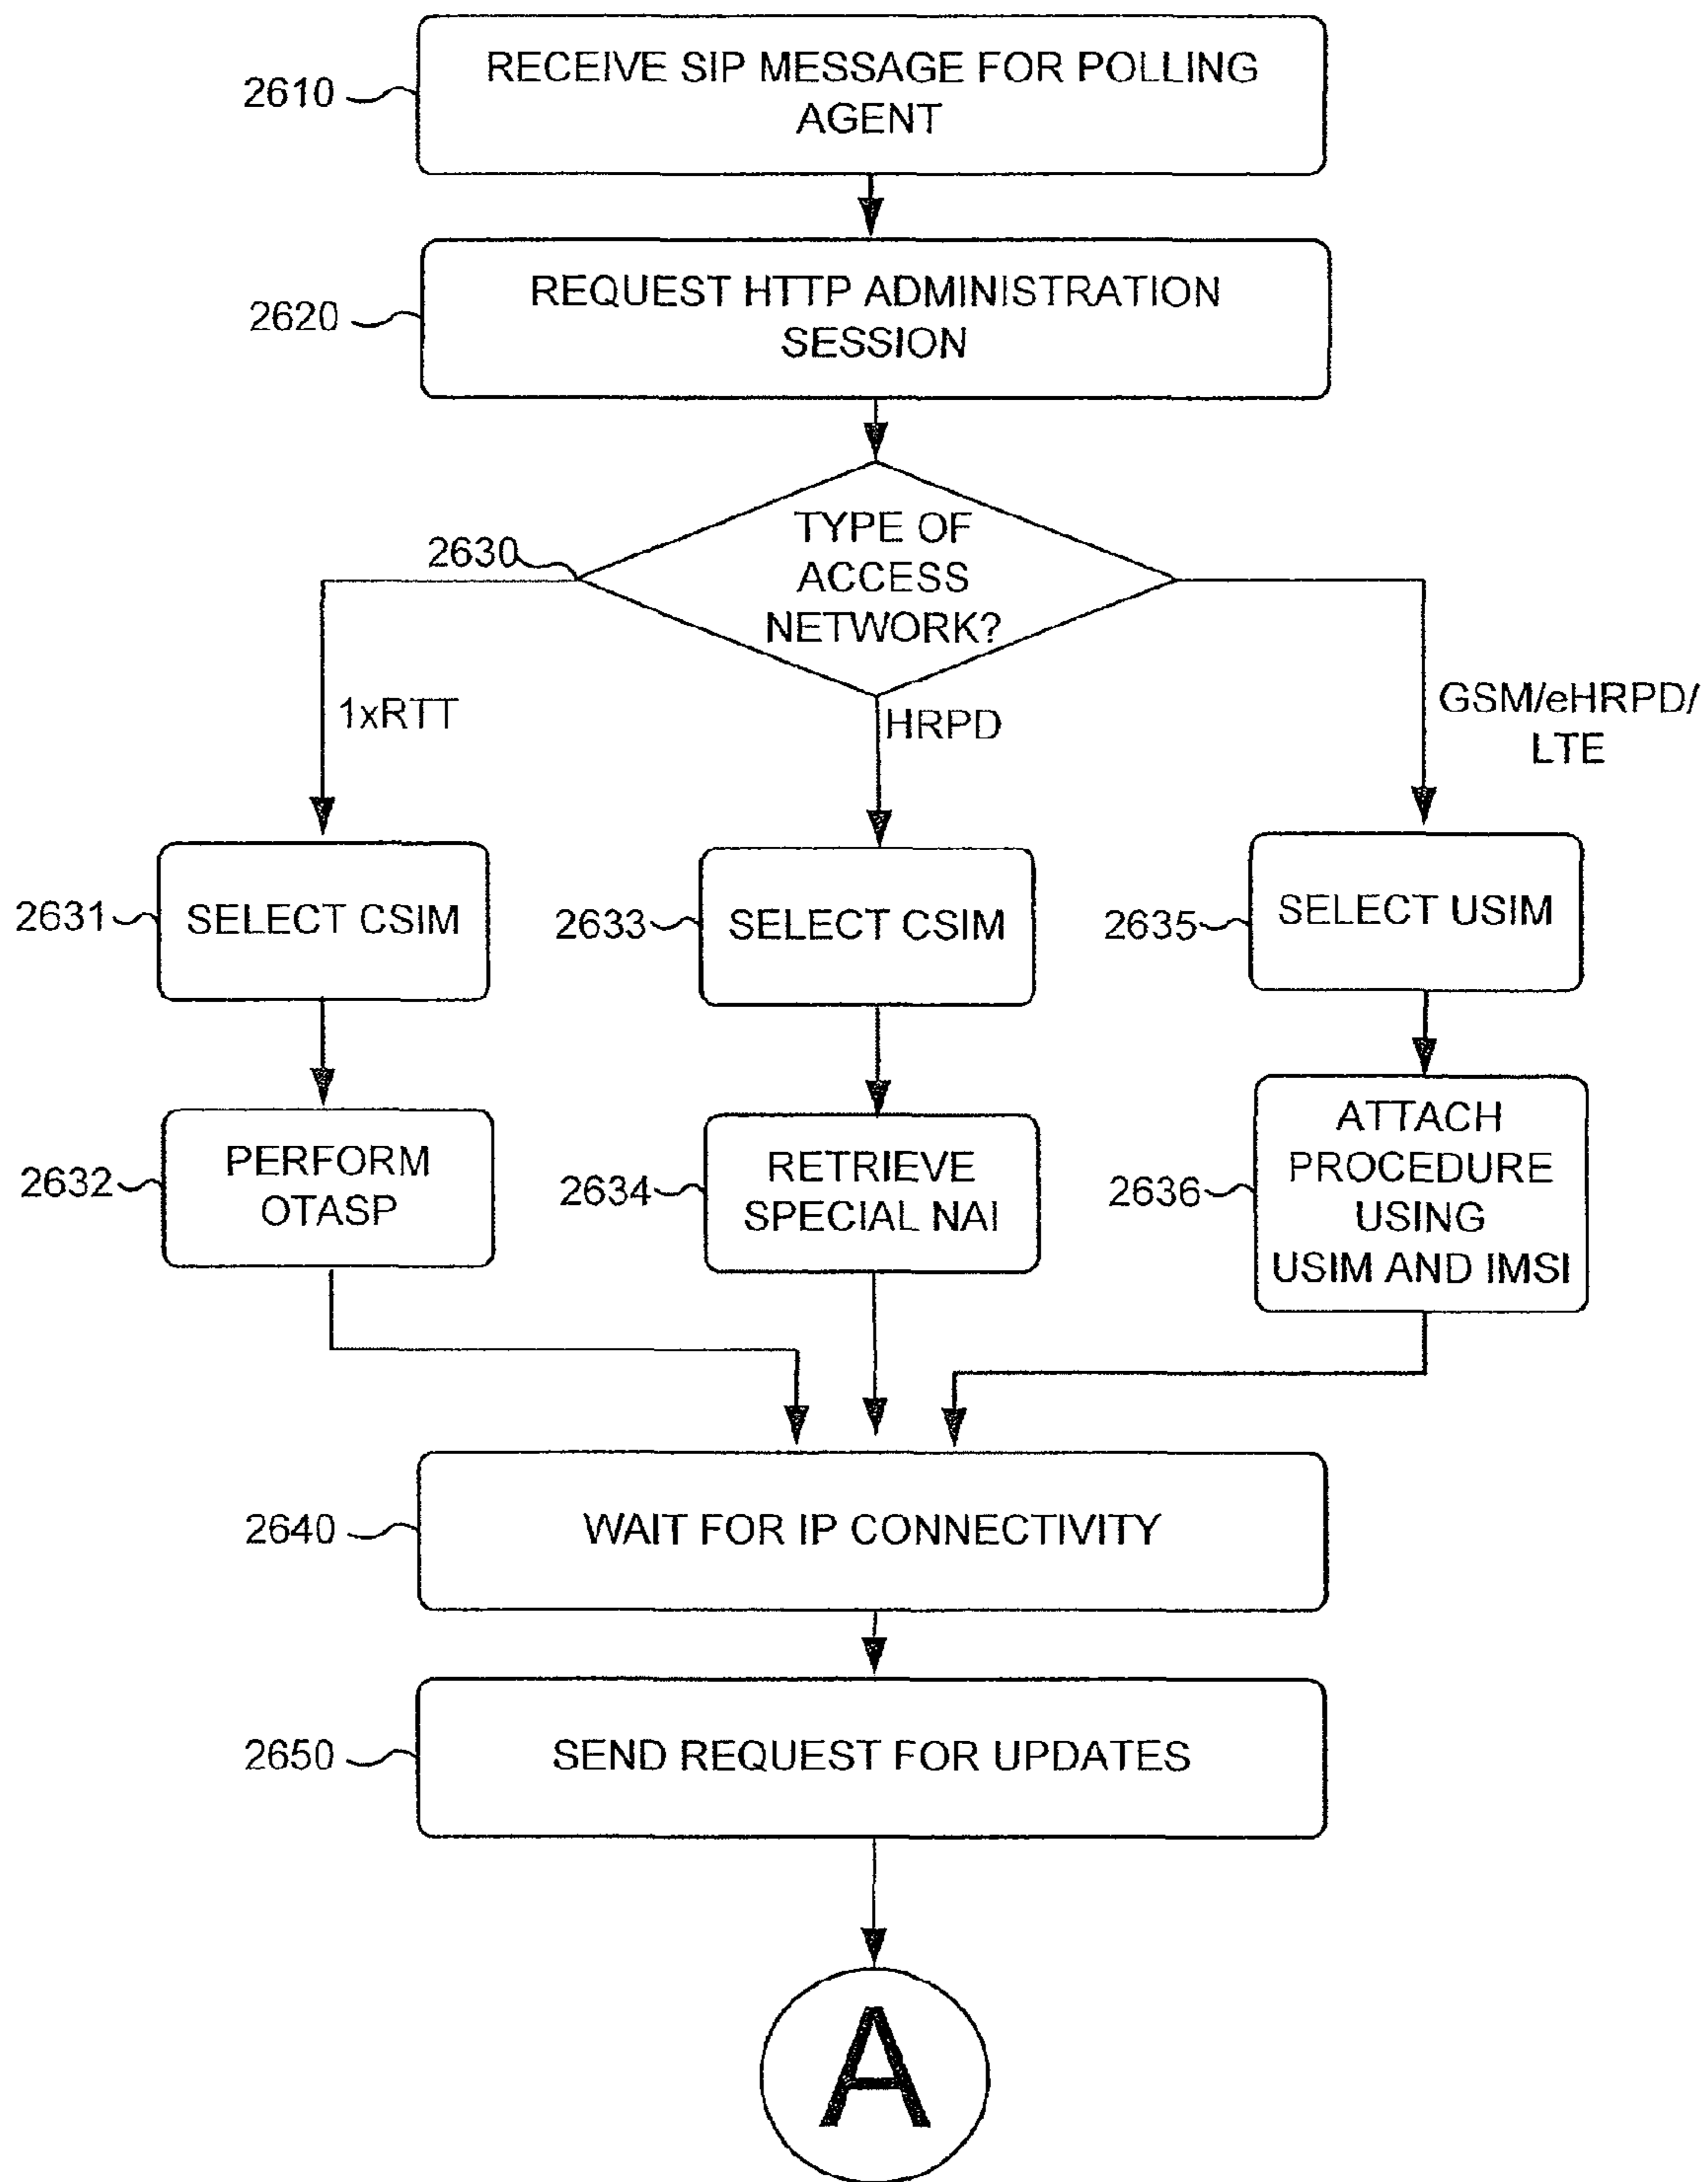 RECEIVE SIP MESSAGE FOR POLLING
AGENT
2610
REQUEST HTTP ADMINISTRATION
SESSION
2620
TYPE OF
ACCESS
NETWORK?
2630
1xRTT
HRPD
GSM/eHRPD/
LTE
2631
SELECT CSIM
2633
SELECT CSIM
2635
SELECT USIM
2632
PERFORM
OTASP
2634
RETRIEVE
SPECIAL NAI
2636
ATTACH
PROCEDURE
USING
USIM AND IMSI
2640
WAIT FOR IP CONNECTIVITY
2650
SEND REQUEST FOR UPDATES
A